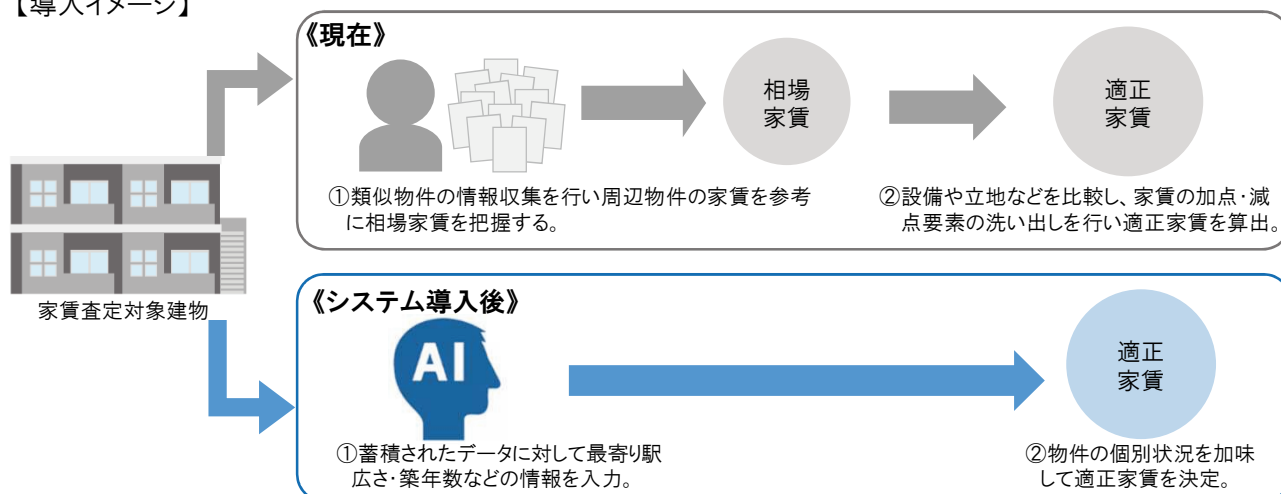 【導入イメージ】
《現在》
相場
家賃
適正
家賃
①類似物件の情報収集を行い周辺物件の家賃を参考
に相場家賃を把握する。
②設備や立地などを比較し、家賃の加点・減
点要素の洗い出しを行い適正家賃を算出。
家賃査定対象建物
《システム導入後》
AI
適正
家賃
①蓄積されたデータに対して最寄り駅
広さ・築年数などの情報を入力。
②物件の個別状況を加味
して適正家賃を決定。